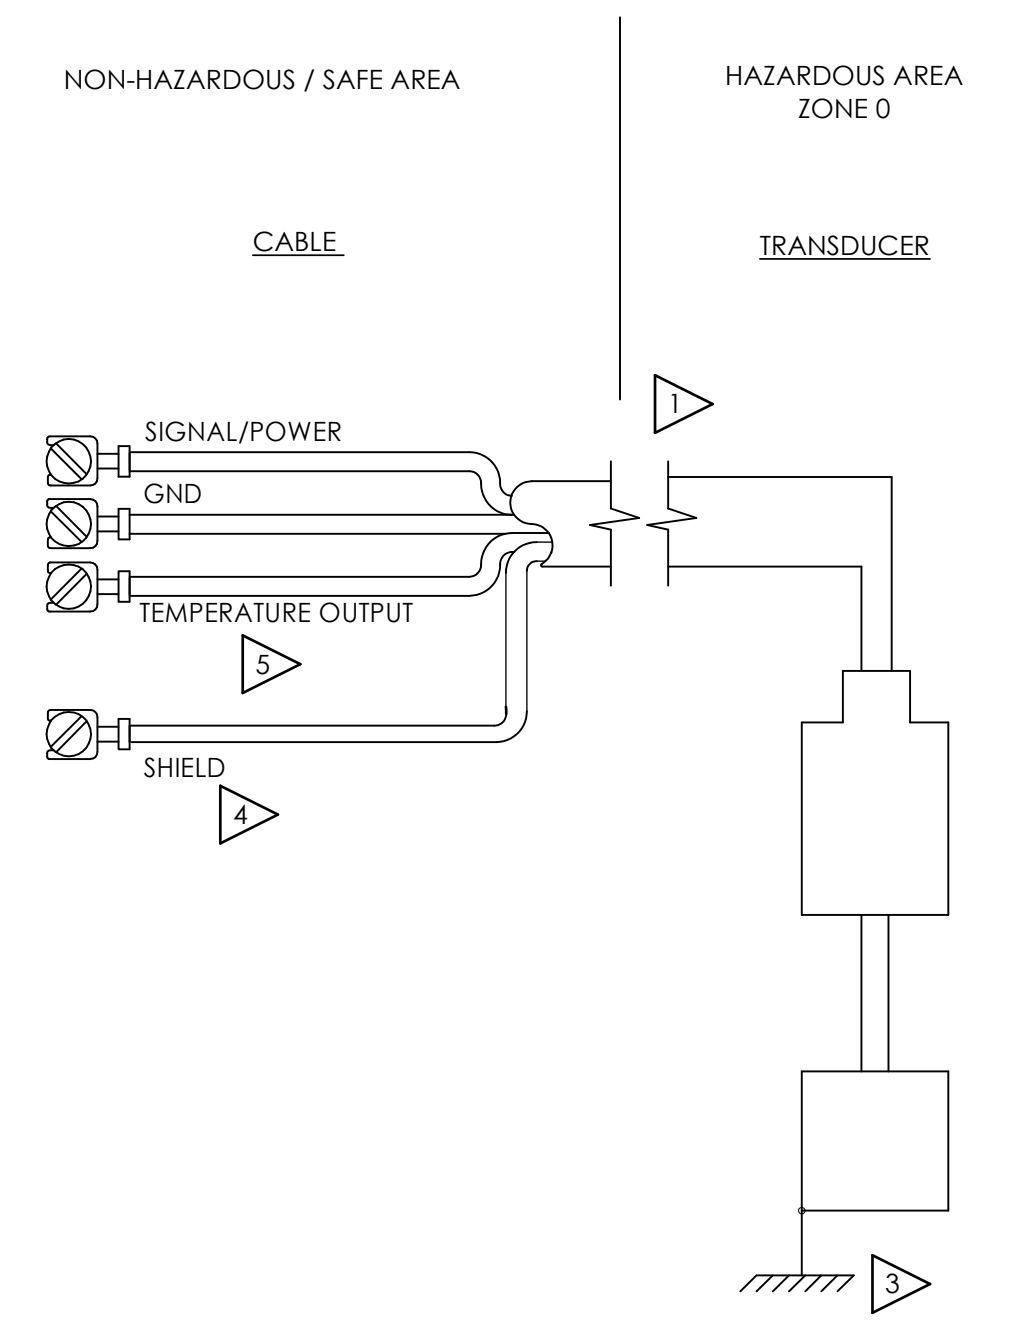 NON-HAZARDOUS / SAFE AREA
HAZARDOUS AREA
ZONE 0
CABLE
TRANSDUCER
1
SIGNAL/POWER
GND
TEMPERATURE OUTPUT
5
SHIELD
4
3